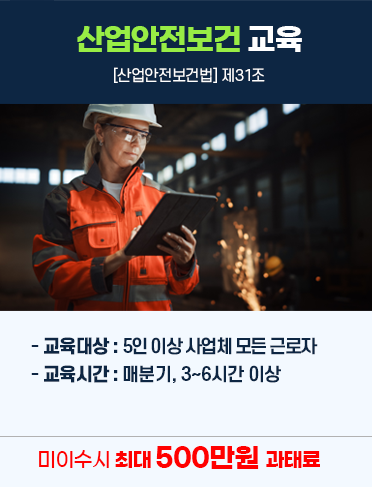 산업안전보건 교육
[산업안전보건법] 제31조
- 교육대상 : 5인 이상 사업체 모든 근로자
- 교육시간 : 매분기, 3~6시간 이상
미이수시 최대 500만원 과태료